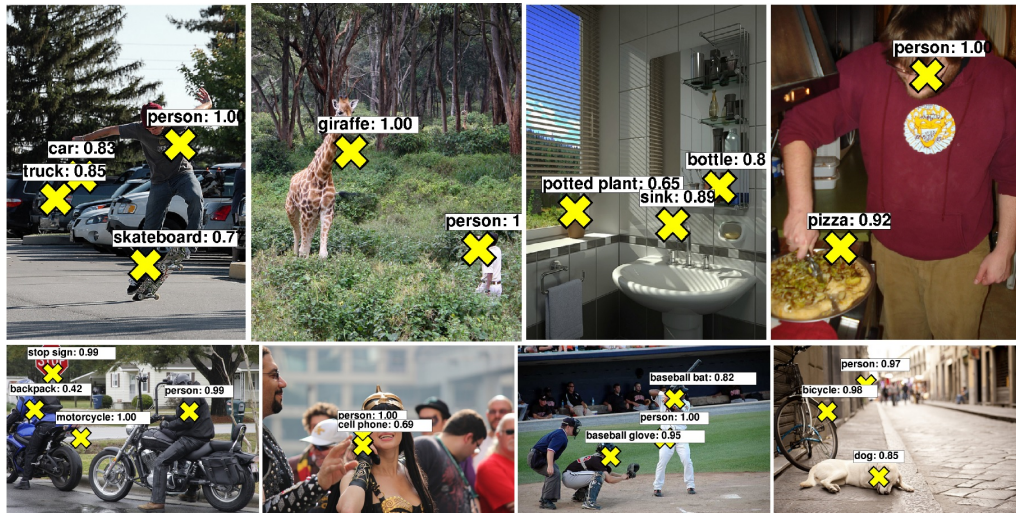 person: 1.00
car: 0.83
truck: 0.85
skateboard: 0.7
giraffe: 1.00
person: 1
bottle: 0.8
potted plant: 0.65
sink: 0.89
person: 1.00
pizza: 0.92
stop sign: 0.99
backpack: 0.42
person: 0.99
motorcycle: 1.00
person: 1.00
cell phone: 0.69
baseball bat: 0.82
person: 1.00
baseball glove: 0.95
person: 0.97
bicycle: 0.98
dog: 0.85